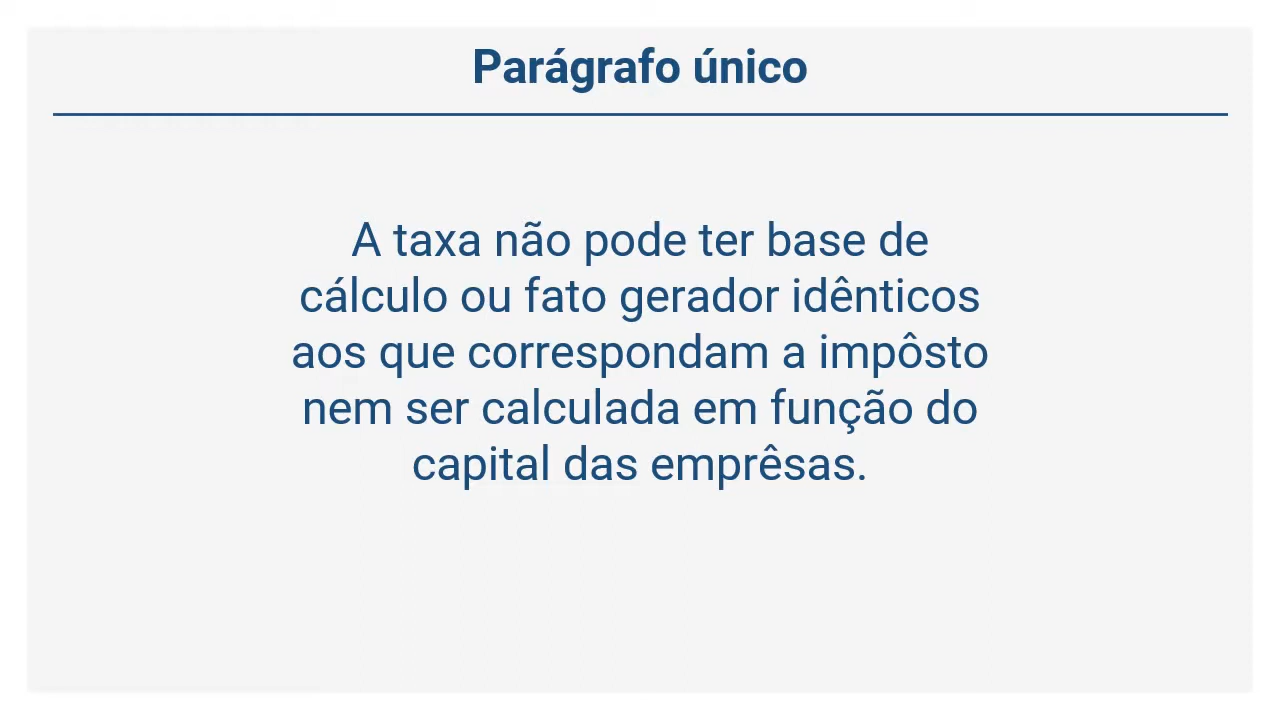 Parágrafo único
A taxa não pode ter base de
cálculo ou fato gerador idênticos
aos que correspondam a impôsto
nem ser calculada em função do
capital das emprêsas.